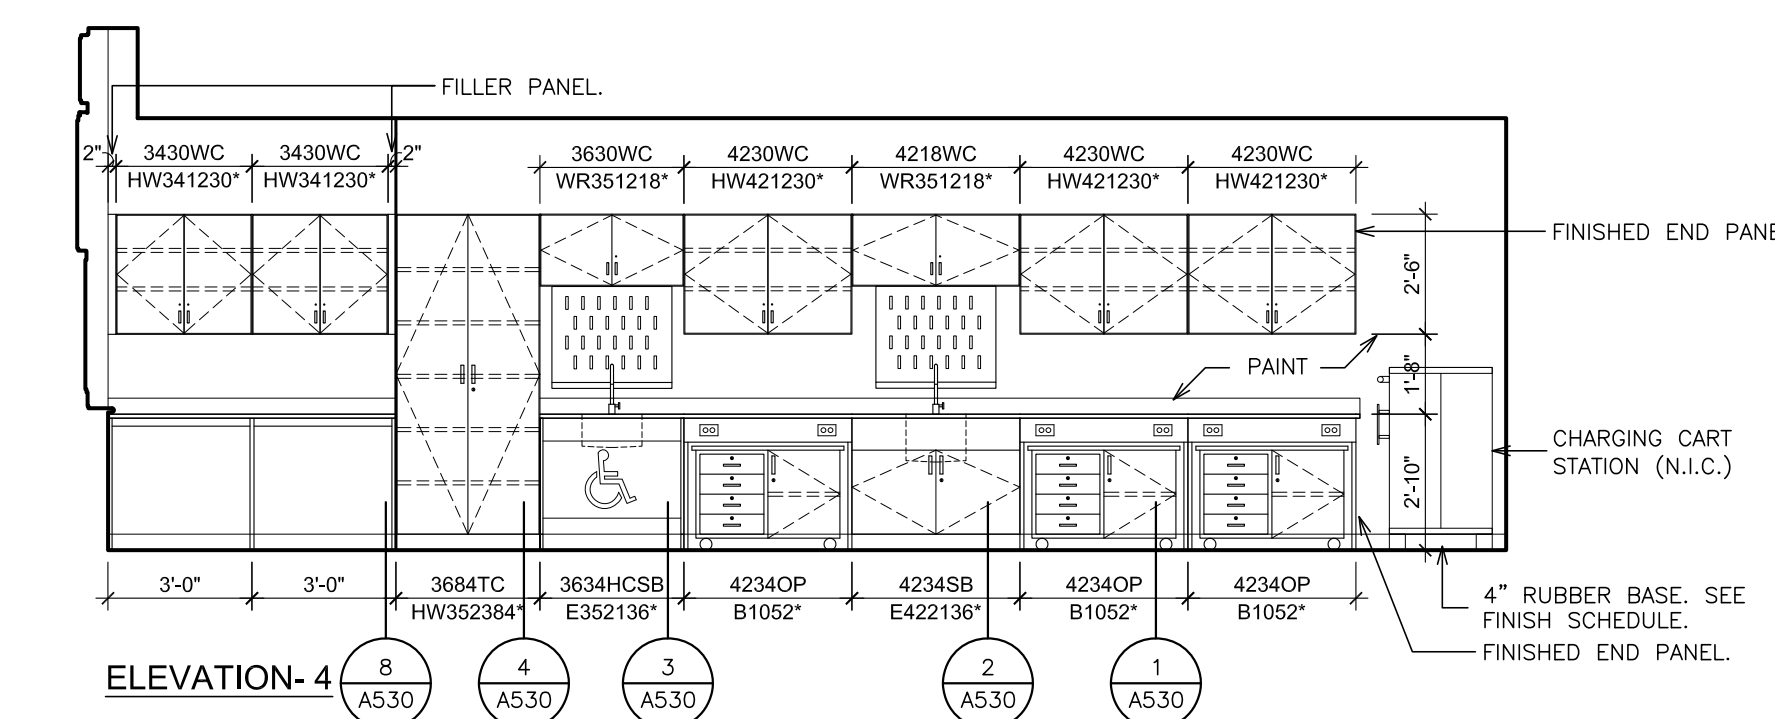 FILLER PANEL.
2" 3430WC 3430WC 2" 3630WC 4230WC 4218WC 4230WC 4230WC
HW341230* HW341230* WR351218* HW421230* WR351218* HW421230* HW421230*
FINISHED END PANE
2'-6"
PAINT
1'-8"
CHARGING CART
STATION (N.I.C.)
2'-10"
3'-0" 3'-0" 3684TC 3634HCSB 4234OP 4234SB 4234OP 4234OP
HW352384* E352136* B1052* E422136* B1052* B1052*
4" RUBBER BASE. SEE
FINISH SCHEDULE.
FINISHED END PANEL.
ELEVATION- 4
8 4 3 2 1
A530 A530 A530 A530 A530